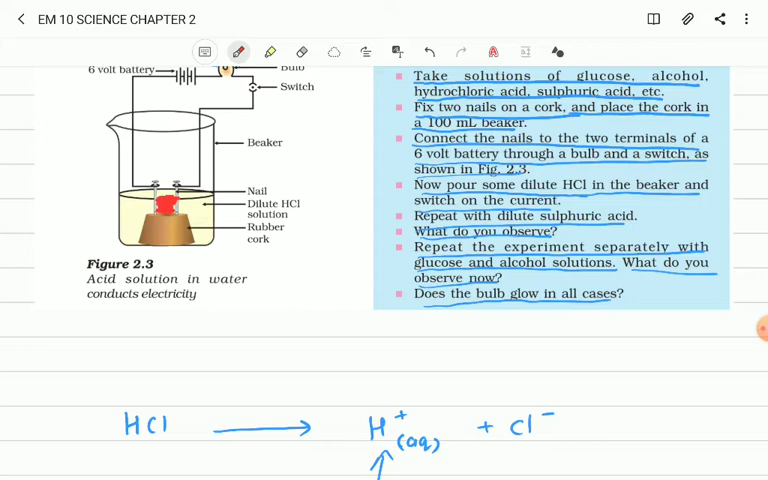 EM 10 SCIENCE CHAPTER 2
6 volt battery
Bulb
Switch
Beaker
Nail
Dilute HCl
solution
Rubber
cork
Figure 2.3
Acid solution in water
conducts electricity
Take solutions of glucose, alcohol,
hydrochloric acid, sulphuric acid, etc.
Fix two nails on a cork, and place the cork in
a 100 mL beaker.
Connect the nails to the two terminals of a
6 volt battery through a bulb and a switch, as
shown in Fig. 2.3.
Now pour some dilute HCl in the beaker and
switch on the current.
Repeat with dilute sulphuric acid.
What do you observe?
Repeat the experiment separately with
glucose and alcohol solutions. What do you
observe now?
Does the bulb glow in all cases?
HCl ⟶ H⁺(aq) + Cl⁻